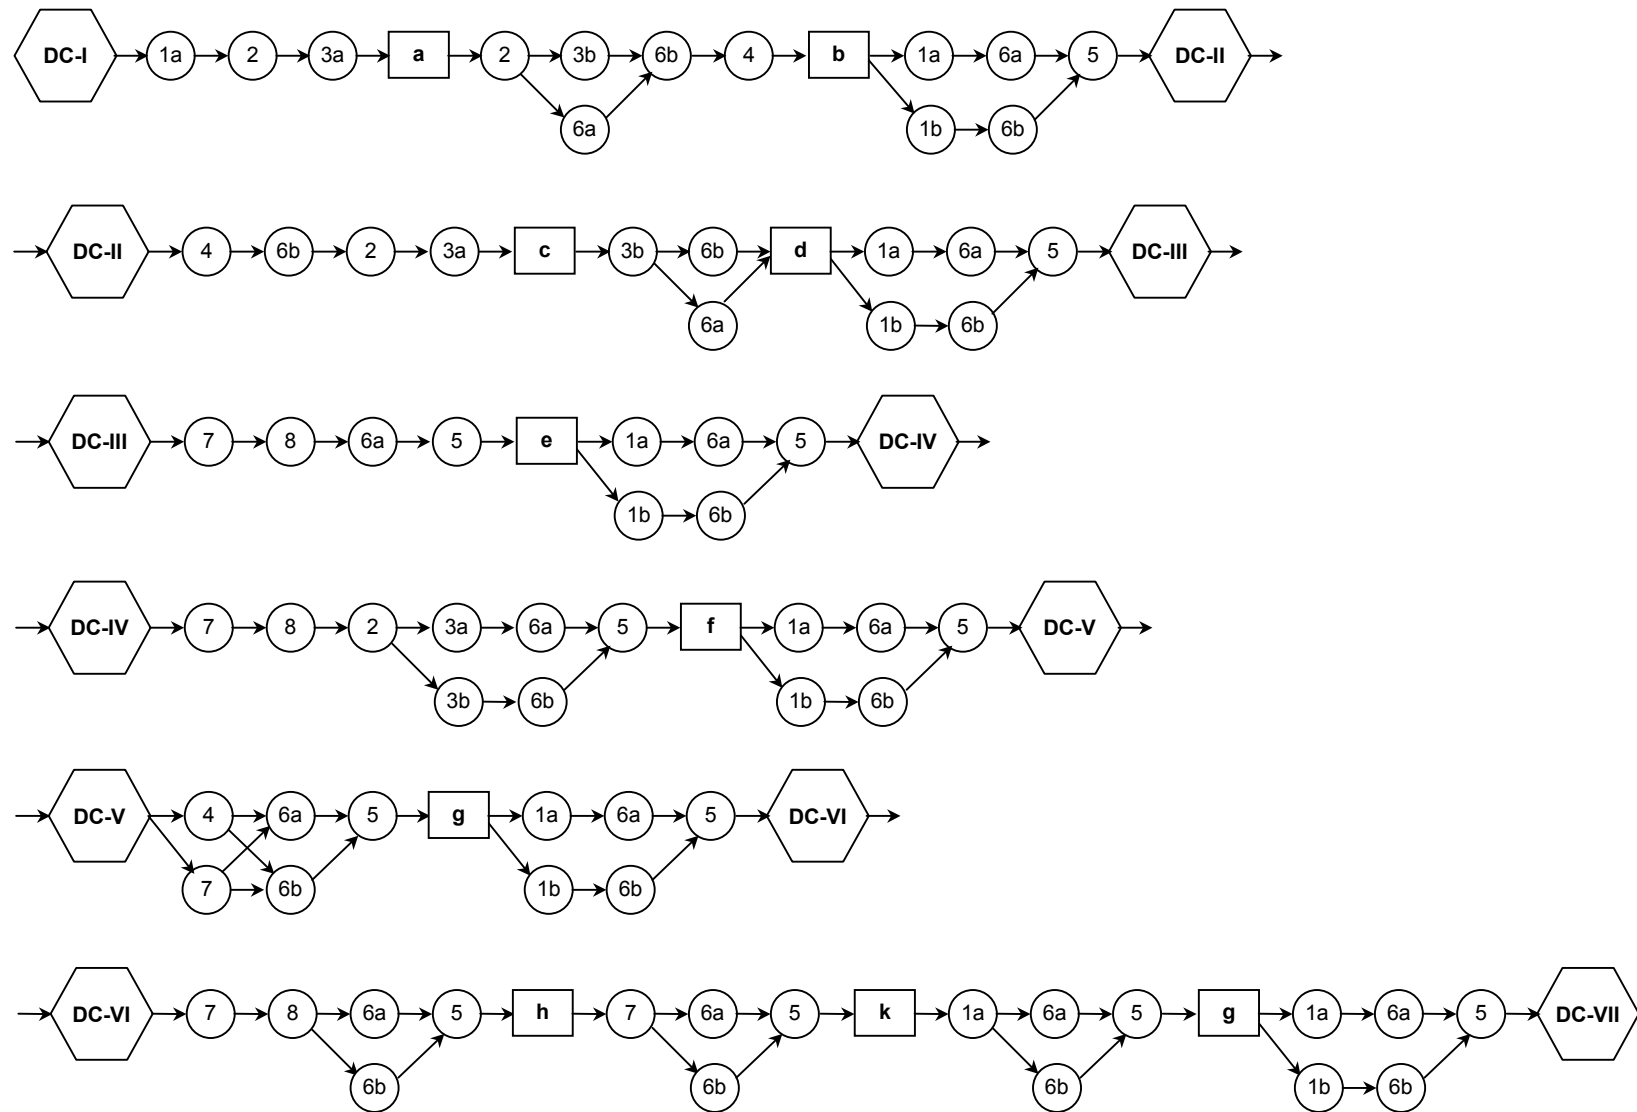 DC-I 1a 2 3a a 2 3b 6b 4 b 1a 6a 5 DC-II
6a 1b 6b
DC-II 4 6b 2 3a c 3b 6b d 1a 6a 5 DC-III
6a 1b 6b
DC-III 7 8 6a 5 e 1a 6a 5 DC-IV
1b 6b
DC-IV 7 8 2 3a 6a 5 f 1a 6a 5 DC-V
3b 6b 1b 6b
DC-V 4 6a 5 g 1a 6a 5 DC-VI
7 6b 1b 6b
DC-VI 7 8 6a 5 h 7 6a 5 k 1a 6a 5 g 1a 6a 5 DC-VII
6b 6b 6b 1b 6b